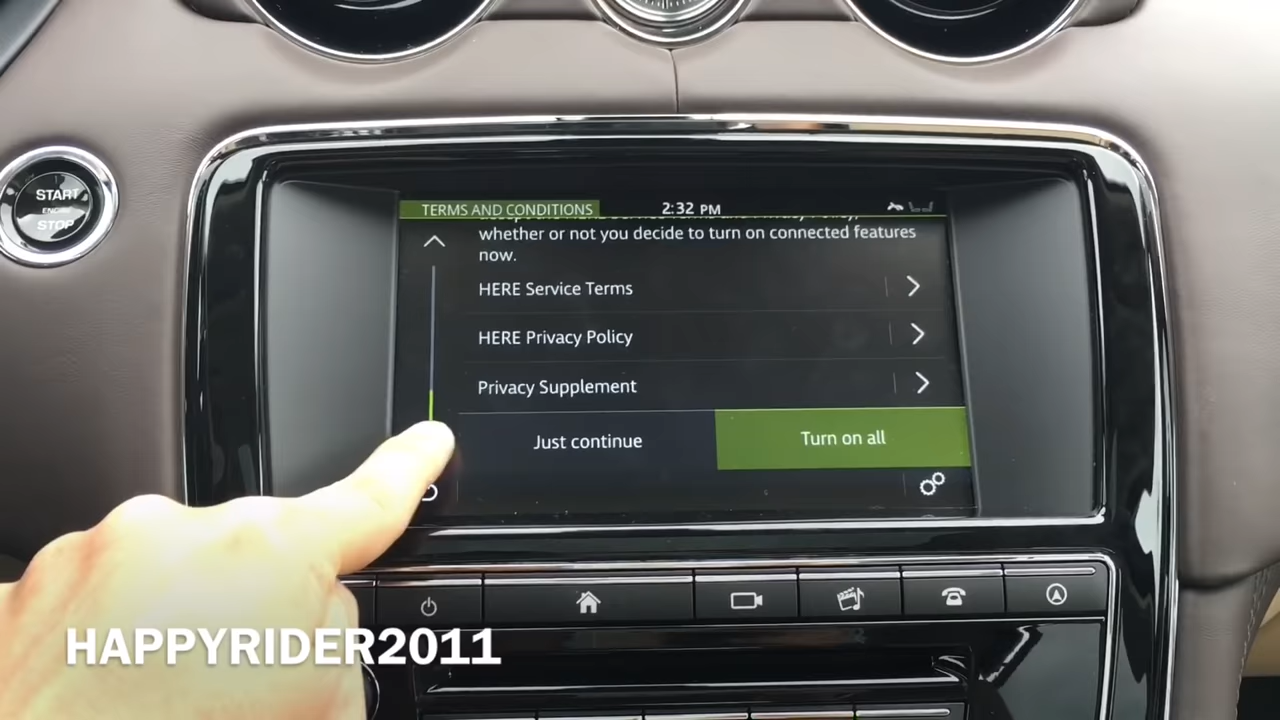 START
ENGINE
STOP
TERMS AND CONDITIONS
2:32 PM
whether or not you decide to turn on connected features
now.
HERE Service Terms
HERE Privacy Policy
Privacy Supplement
Just continue
Turn on all
HAPPYRIDER2011